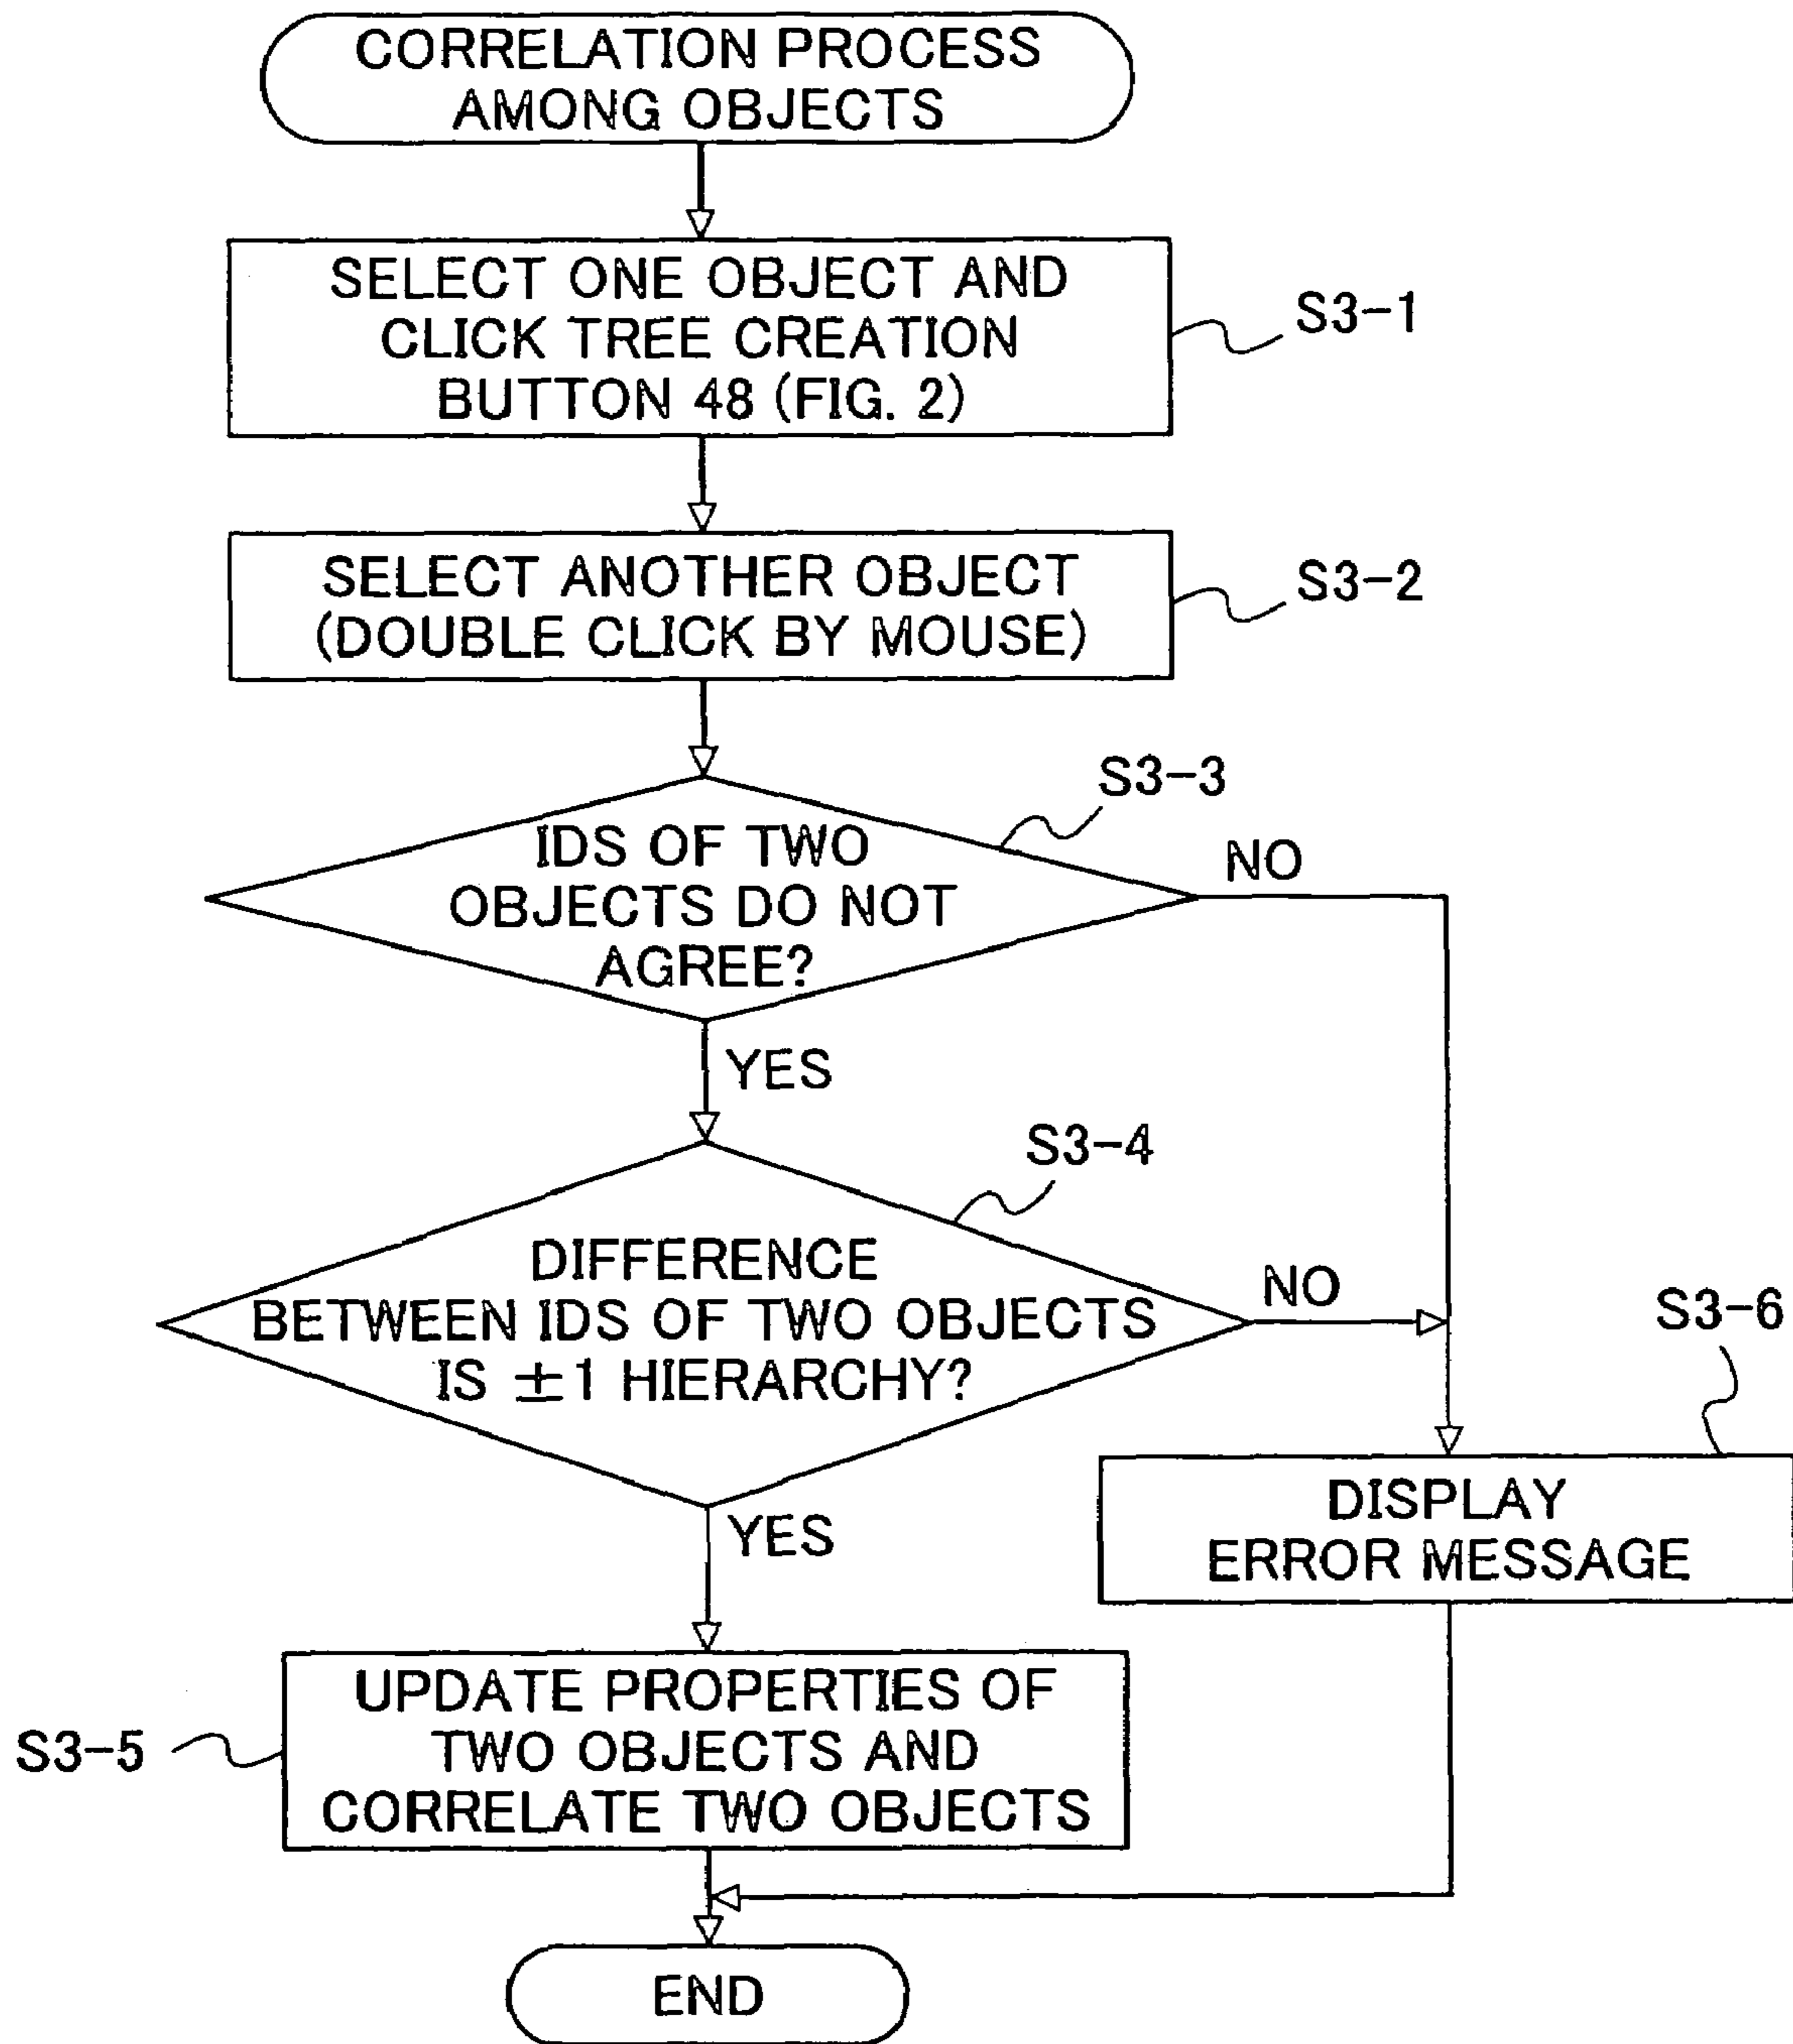 CORRELATION PROCESS
AMONG OBJECTS
SELECT ONE OBJECT AND
CLICK TREE CREATION
BUTTON 48 (FIG. 2)
S3-1
SELECT ANOTHER OBJECT
(DOUBLE CLICK BY MOUSE)
S3-2
S3-3
IDS OF TWO
OBJECTS DO NOT
AGREE?
NO
YES
S3-4
DIFFERENCE
BETWEEN IDS OF TWO OBJECTS
IS ±1 HIERARCHY?
NO
S3-6
YES
DISPLAY
ERROR MESSAGE
S3-5
UPDATE PROPERTIES OF
TWO OBJECTS AND
CORRELATE TWO OBJECTS
END